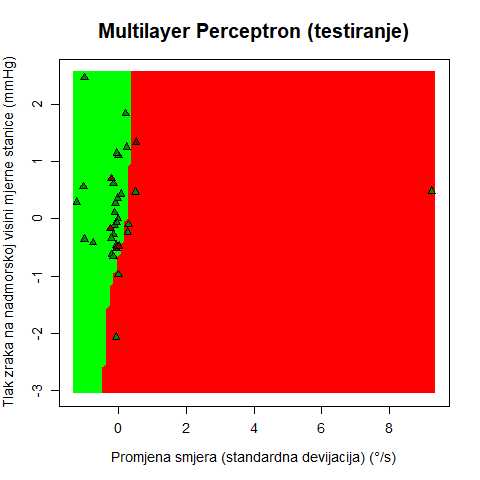 Multilayer Perceptron (testiranje)
Tlak zraka na nadmorskoj visini mjerne stanice (mmHg)
2
1
0
-1
-2
-3
0 2 4 6 8
Promjena smjera (standardna devijacija) (°/s)